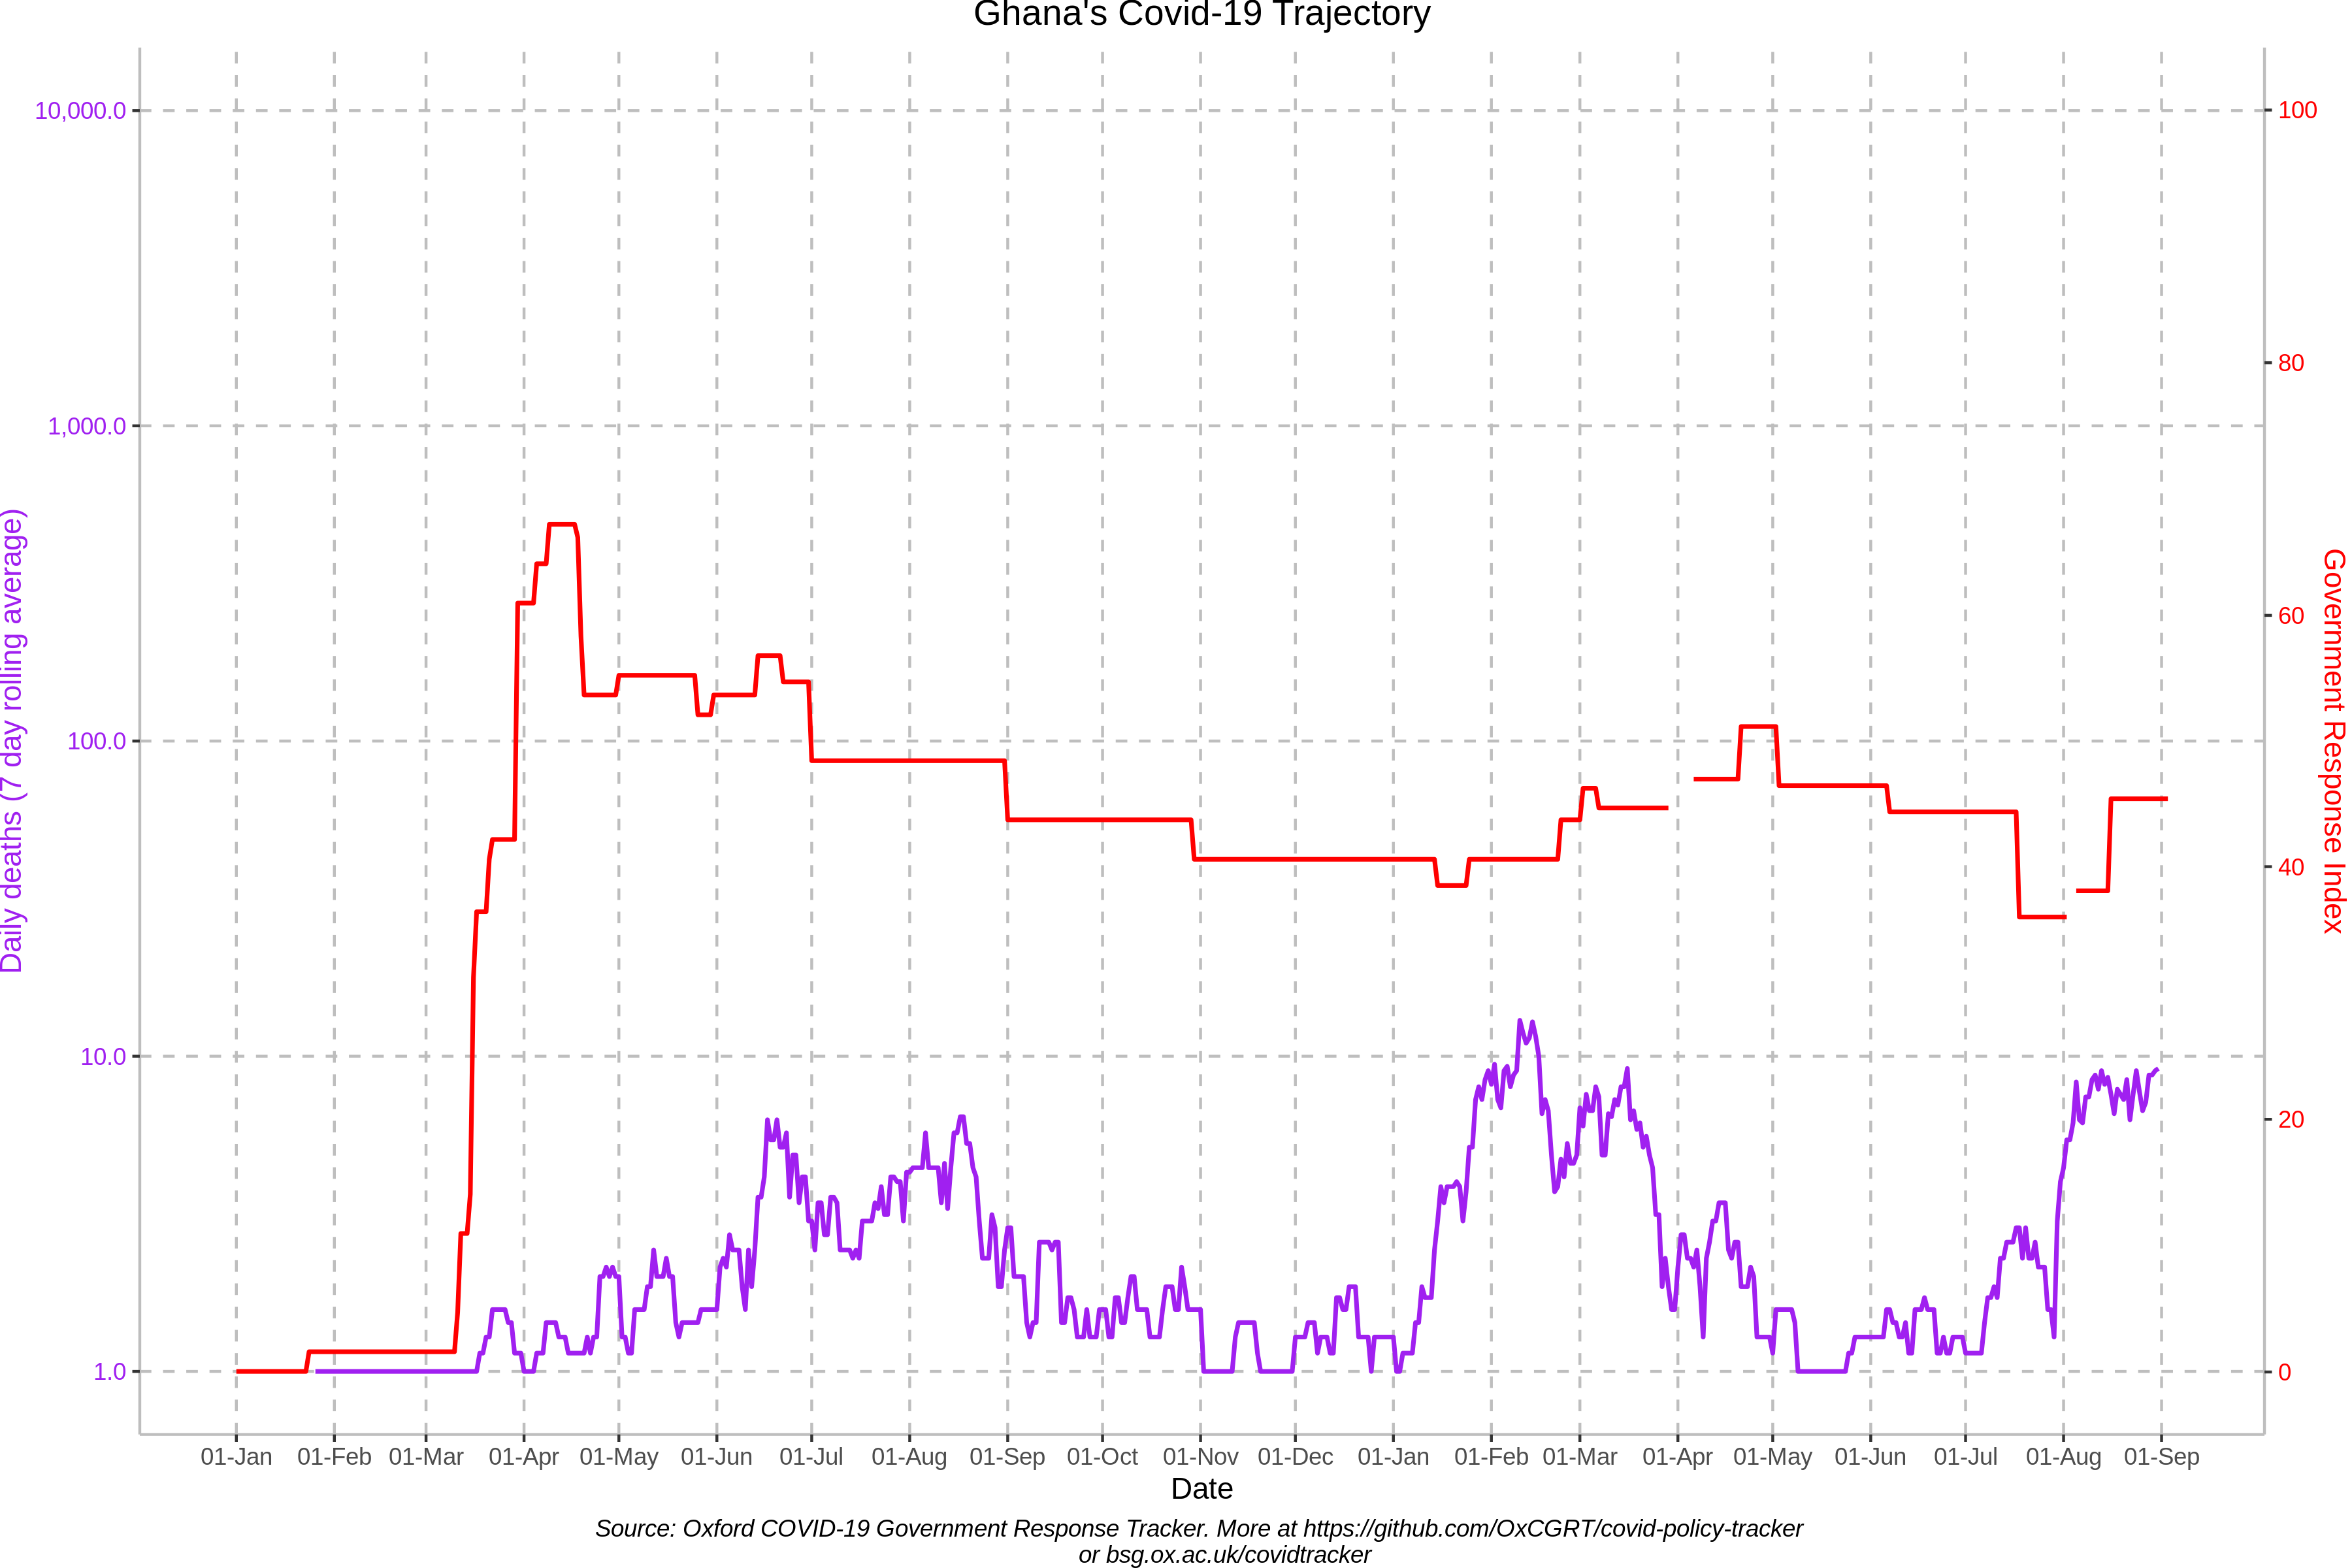 Ghana's Covid-19 Trajectory
10,000.0
1,000.0
100.0
10.0
1.0
Daily deaths (7 day rolling average)
100
80
60
40
20
0
Government Response Index
01-Jan 01-Feb 01-Mar 01-Apr 01-May 01-Jun 01-Jul 01-Aug 01-Sep 01-Oct 01-Nov 01-Dec 01-Jan 01-Feb 01-Mar 01-Apr 01-May 01-Jun 01-Jul 01-Aug 01-Sep
Date
Source: Oxford COVID-19 Government Response Tracker. More at https://github.com/OxCGRT/covid-policy-tracker
or bsg.ox.ac.uk/covidtracker